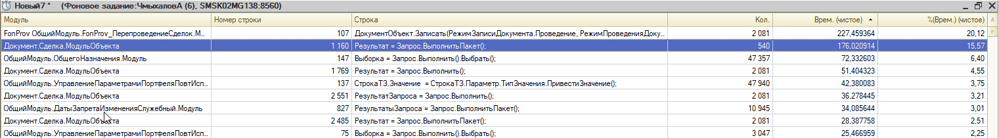 Новый7 * (Фоновое задание:ЧмыхаловА (6), SMSK02MG138:8560)
Модуль Номер строки Строка Кол. Врем. (чистое) %(Врем.) (чистое)
FonProv ОбщийМодуль.FonProv_ПерепроведениеСделок.М... 107 ДокументОбъект.Записать(РежимЗаписиДокумента.Проведение, РежимПроведенияДоку... 2 081 227,459364 20,12
Документ.Сделка.МодульОбъекта 1 160 Результат = Запрос.ВыполнитьПакет(); 540 176,020914 15,57
ОбщийМодуль.ОбщегоНазначения.Модуль 147 Выборка = Запрос.Выполнить().Выбрать(); 47 357 72,332603 6,40
Документ.Сделка.МодульОбъекта 1 769 Результат = Запрос.Выполнить(); 2 081 51,404323 4,55
ОбщийМодуль.УправлениеПараметрамиПортфеляПовтИсп... 137 СтрокаТЗ.Значение = СтрокаТЗ.Параметр.ТипЗначения.ПривестиЗначение(); 47 940 42,380083 3,75
Документ.Сделка.МодульОбъекта 2 551 РезультатЗапроса = Запрос.Выполнить(); 2 081 36,278445 3,21
ОбщийМодуль.ДатыЗапретаИзмененияСлужебный.Модуль 827 РезультатыЗапроса = Запрос.ВыполнитьПакет(); 10 945 34,085644 3,01
Документ.Сделка.МодульОбъекта 2 485 Результат = Запрос.ВыполнитьПакет(); 2 081 28,387758 2,51
ОбщийМодуль.УправлениеПараметрамиПортфеляПовтИсп... 75 Выборка = Запрос.Выполнить().Выбрать(); 3 047 25,466959 2,25